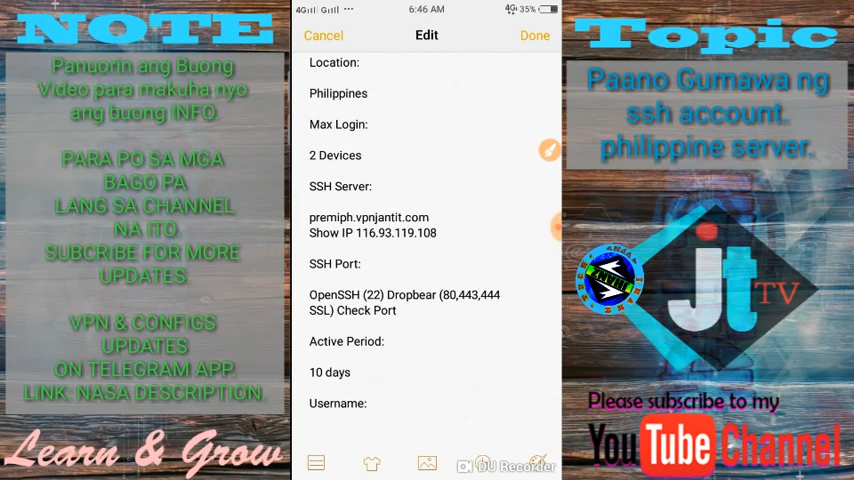 NOTE
Panuorin ang Buong
Video para makuha nyo
ang buong INFO.
PARA PO SA MGA
BAGO PA
LANG SA CHANNEL
NA ITO.
SUBCRIBE FOR MORE
UPDATES.
VPN & CONFIGS
UPDATES
ON TELEGRAM APP
LINK: NASA DESCRIPTION
Learn & Grow
4G 6:46 AM 4G 35%
Cancel Edit Done
Location:
Philippines
Max Login:
2 Devices
SSH Server:
premiph.vpnjantit.com
Show IP 116.93.119.108
SSH Port:
OpenSSH (22) Dropbear (80,443,444
SSL) Check Port
Active Period:
10 days
Username:
DU Recorder
Topic
Paano Gumawa ng
ssh account.
philippine server.
jt TV
Please subscribe to my
YouTube Channel